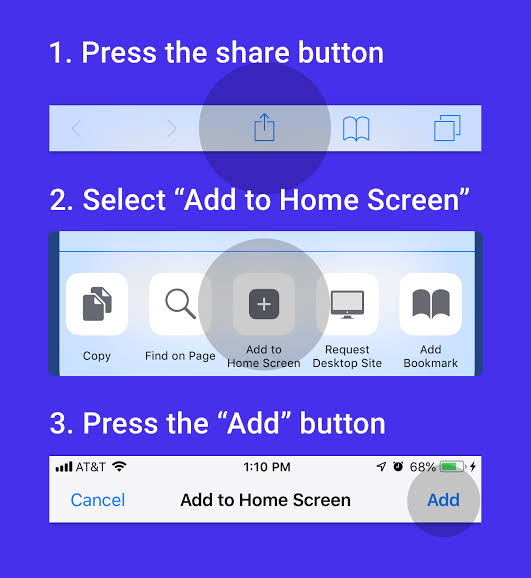 1. Press the share button
2. Select “Add to Home Screen”
Copy
Find on Page
Add to
Home Screen
Request
Desktop Site
Add
Bookmark
3. Press the “Add” button
AT&T 1:10 PM 68%
Cancel Add to Home Screen Add